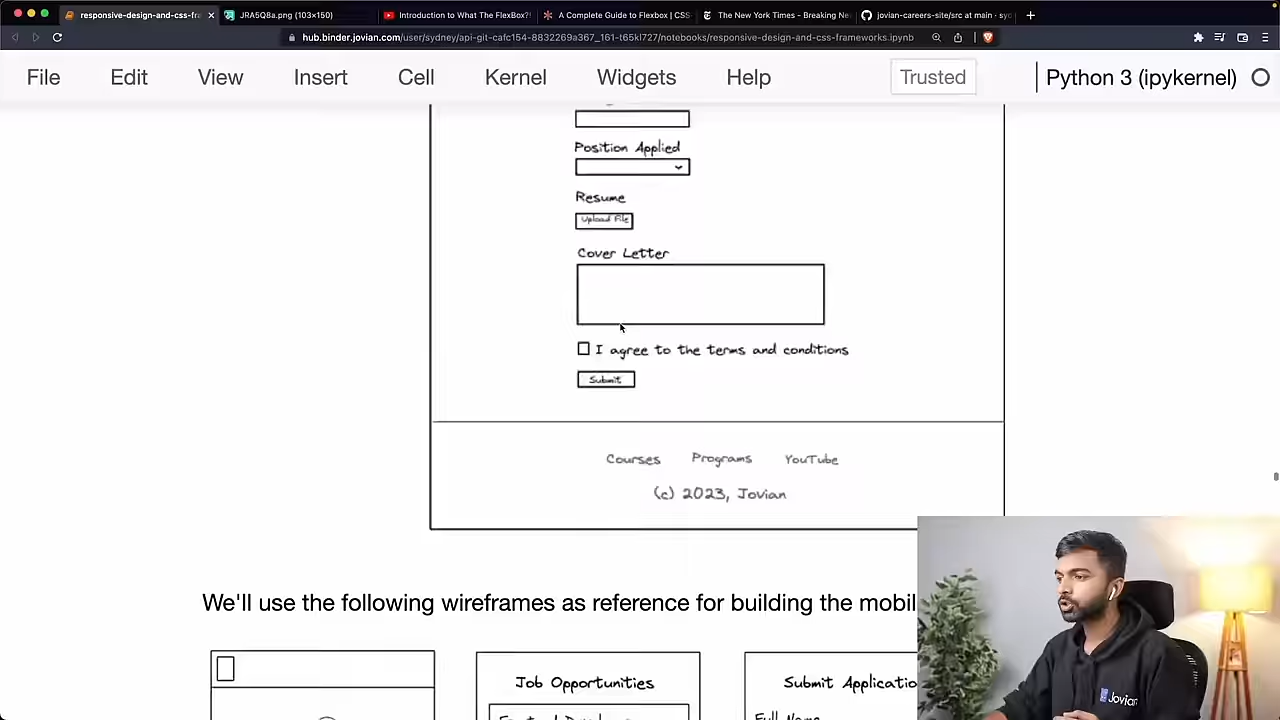 responsive-design-and-css-fra
JRA5Q8a.png (103×150)
Introduction to What The FlexBox?!
A Complete Guide to Flexbox | CSS
The New York Times - Breaking Ne
jovian-careers-site/src at main · syd
hub.binder.jovian.com/user/sydney/api-git-cafc154-8832269a367_161-t65kl727/notebooks/responsive-design-and-css-frameworks.ipynb
File Edit View Insert Cell Kernel Widgets Help Trusted Python 3 (ipykernel)
Position Applied
Resume
Upload File
Cover Letter
I agree to the terms and conditions
Submit
Courses Programs YouTube
(c) 2023, Jovian
We'll use the following wireframes as reference for building the mobil
Job Opportunities
Submit Applicatio
Full Name
Jovian